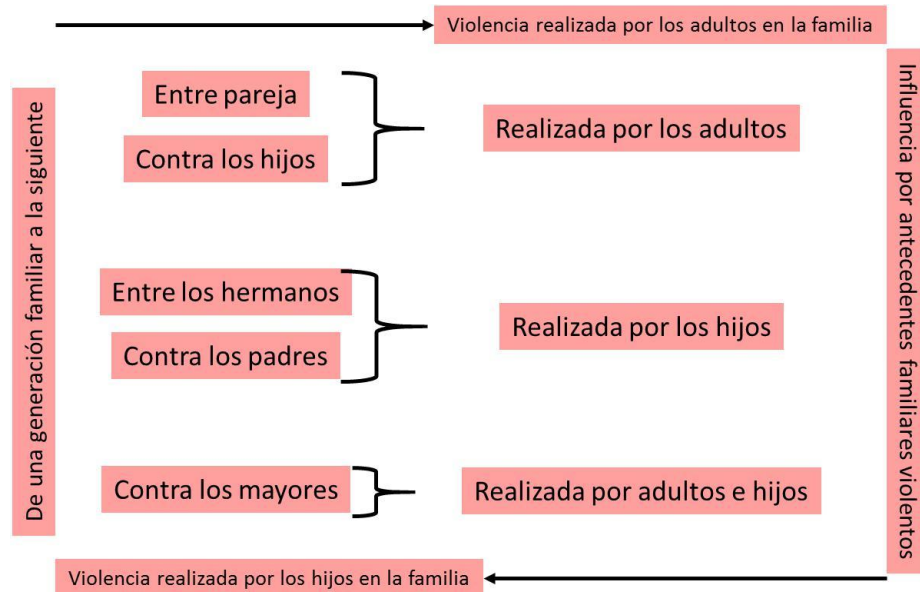 Violencia realizada por los adultos en la familia
De una generación familiar a la siguiente
Entre pareja
Contra los hijos
Realizada por los adultos
Entre los hermanos
Contra los padres
Realizada por los hijos
Contra los mayores
Realizada por adultos e hijos
Influencia por antecedentes familiares violentos
Violencia realizada por los hijos en la familia